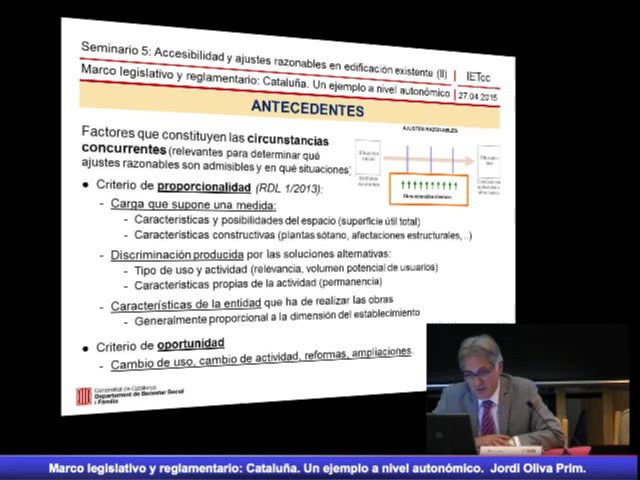 Seminario 5: Accesibilidad y ajustes razonables en edificación existente (II)
IETcc
Marco legislativo y reglamentario: Cataluña. Un ejemplo a nivel autonómico
27.04.2015
ANTECEDENTES
Factores que constituyen las circunstancias
concurrentes (relevantes para determinar qué
ajustes razonables son admisibles y en qué situaciones)
AJUSTES RAZONABLES
● Criterio de proporcionalidad (RDL 1/2013):
- Carga que supone una medida:
- Características y posibilidades del espacio (superficie útil total)
- Características constructivas (plantas sótano, afectaciones estructurales,..)
- Discriminación producida por las soluciones alternativas:
- Tipo de uso y actividad (relevancia, volumen potencial de usuarios)
- Características propias de la actividad (permanencia)
- Características de la entidad que ha de realizar las obras
- Generalmente proporcional a la dimensión del establecimiento
● Criterio de oportunidad
- Cambio de uso, cambio de actividad, reformas, ampliaciones.
Generalitat de Catalunya
Departament de Benestar Social
i Família
Marco legislativo y reglamentario: Cataluña. Un ejemplo a nivel autonómico. Jordi Oliva Prim.